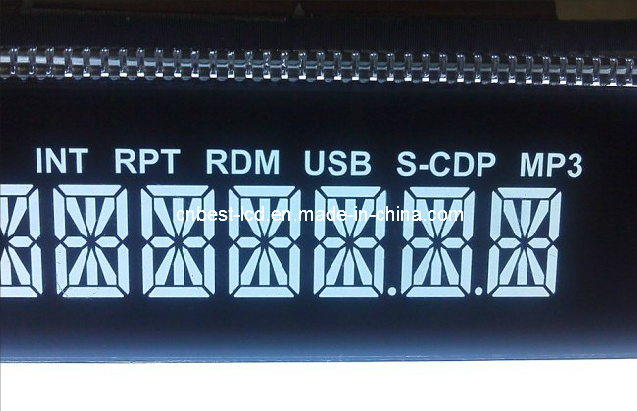 INT RPT RDM USB S-CDP MP3
cnbest-lcd.en.made-in-china.com